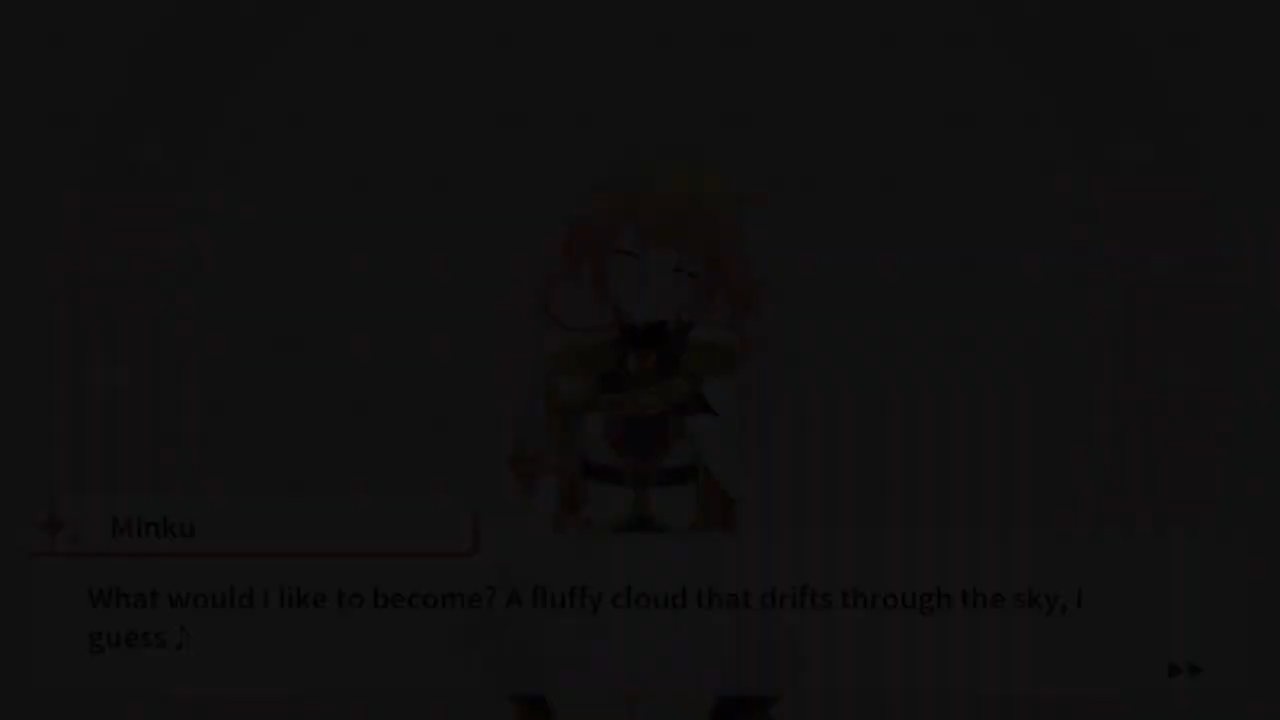 Minku
What would I like to become? A fluffy cloud that drifts through the sky, I
guess ♪